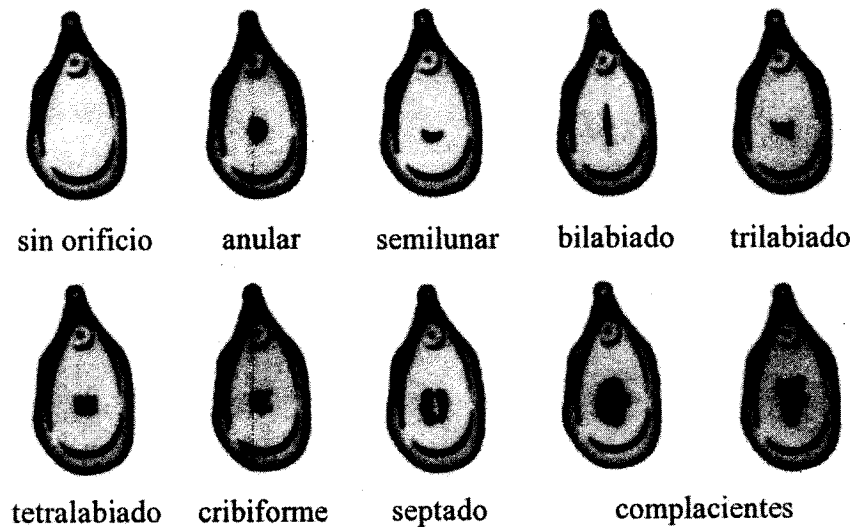 sin orificio anular semilunar bilabiado trilabiado
tetralabiado cribiforme septado complacientes